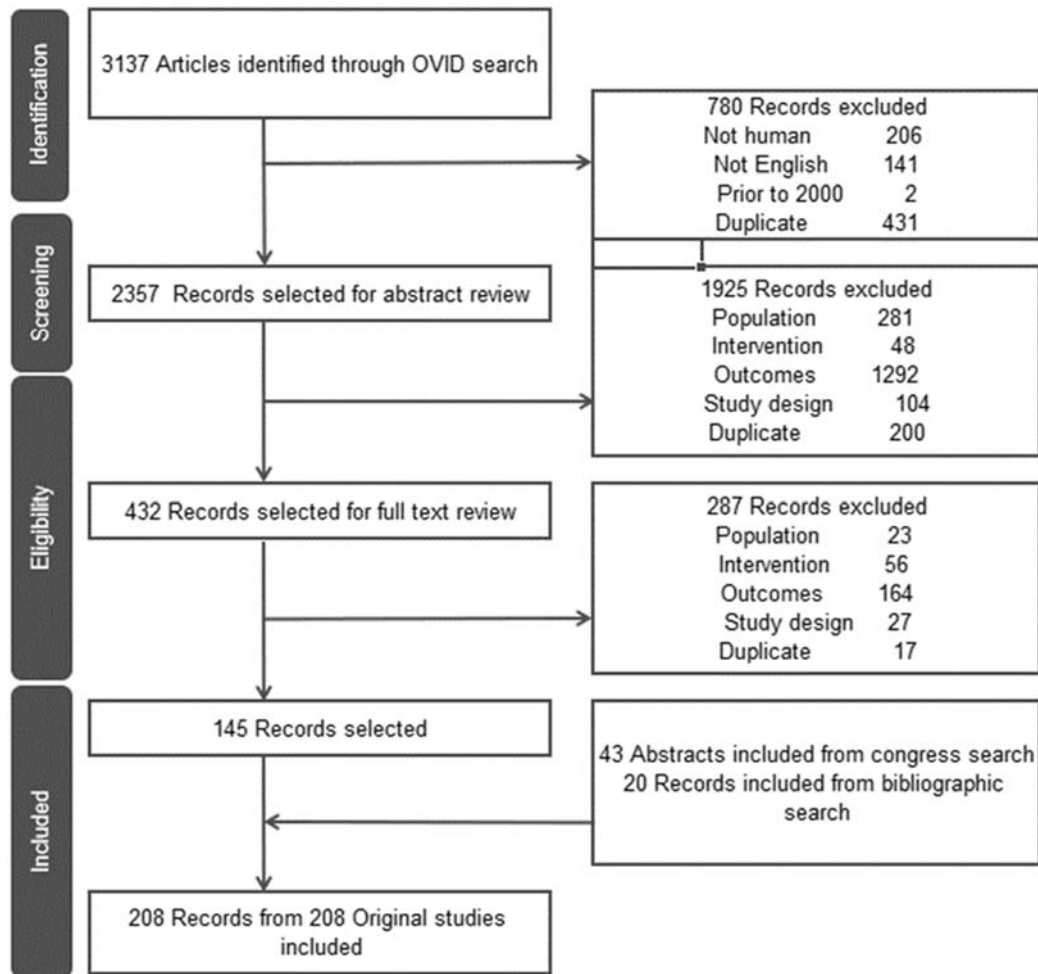 Identification
3137 Articles identified through OVID search
780 Records excluded
Not human 206
Not English 141
Prior to 2000 2
Duplicate 431
Screening
2357 Records selected for abstract review
1925 Records excluded
Population 281
Intervention 48
Outcomes 1292
Study design 104
Duplicate 200
Eligibility
432 Records selected for full text review
287 Records excluded
Population 23
Intervention 56
Outcomes 164
Study design 27
Duplicate 17
Included
145 Records selected
43 Abstracts included from congress search
20 Records included from bibliographic
search
208 Records from 208 Original studies
included